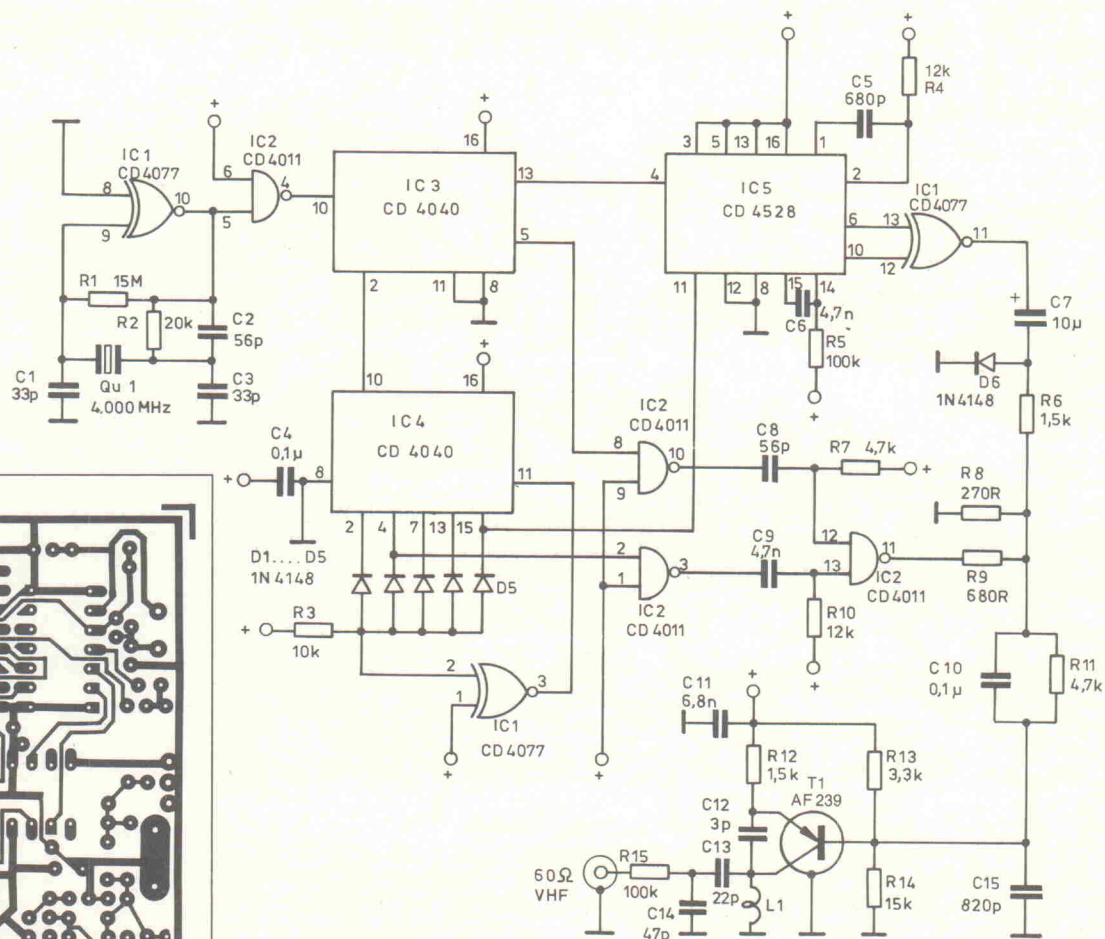 +
+
+
+
+
IC1
CD4077
IC2
CD4011
8
9
10
6
5
4
10
16
IC 3
CD 4040
13
5
2
11
8
R1 15M
R2
20k
C2
56p
C1
33p
Qu 1
4.000 MHz
C3
33p
3
5
13
16
1
C5
680p
12k
R4
4
IC5
CD 4528
2
6
10
11
12
8
15
14
C6
4,7n
R5
100k
+
IC1
CD4077
13
12
11
+
C7
10µ
D6
1N4148
R6
1,5k
+
10
16
IC4
CD 4040
C4
0,1µ
+
8
11
2
4
7
13
15
D1....D5
1N 4148
D5
+
R3
10k
2
1
3
IC1
CD4077
+
IC2
CD4011
8
9
10
2
1
3
IC2
CD 4011
+
C8
56p
R7 4,7k
+
C9
4,7n
12
13
11
IC2
CD4011
R10
12k
+
R8
270R
R9
680R
C10
0,1µ
R11
4,7k
C11
6,8n
+
R12
1,5k
R13
3,3k
T1
AF239
C12
3p
C13
22p
R15
100k
60Ω
VHF
C14
47p
L1
R14
15k
C15
820p